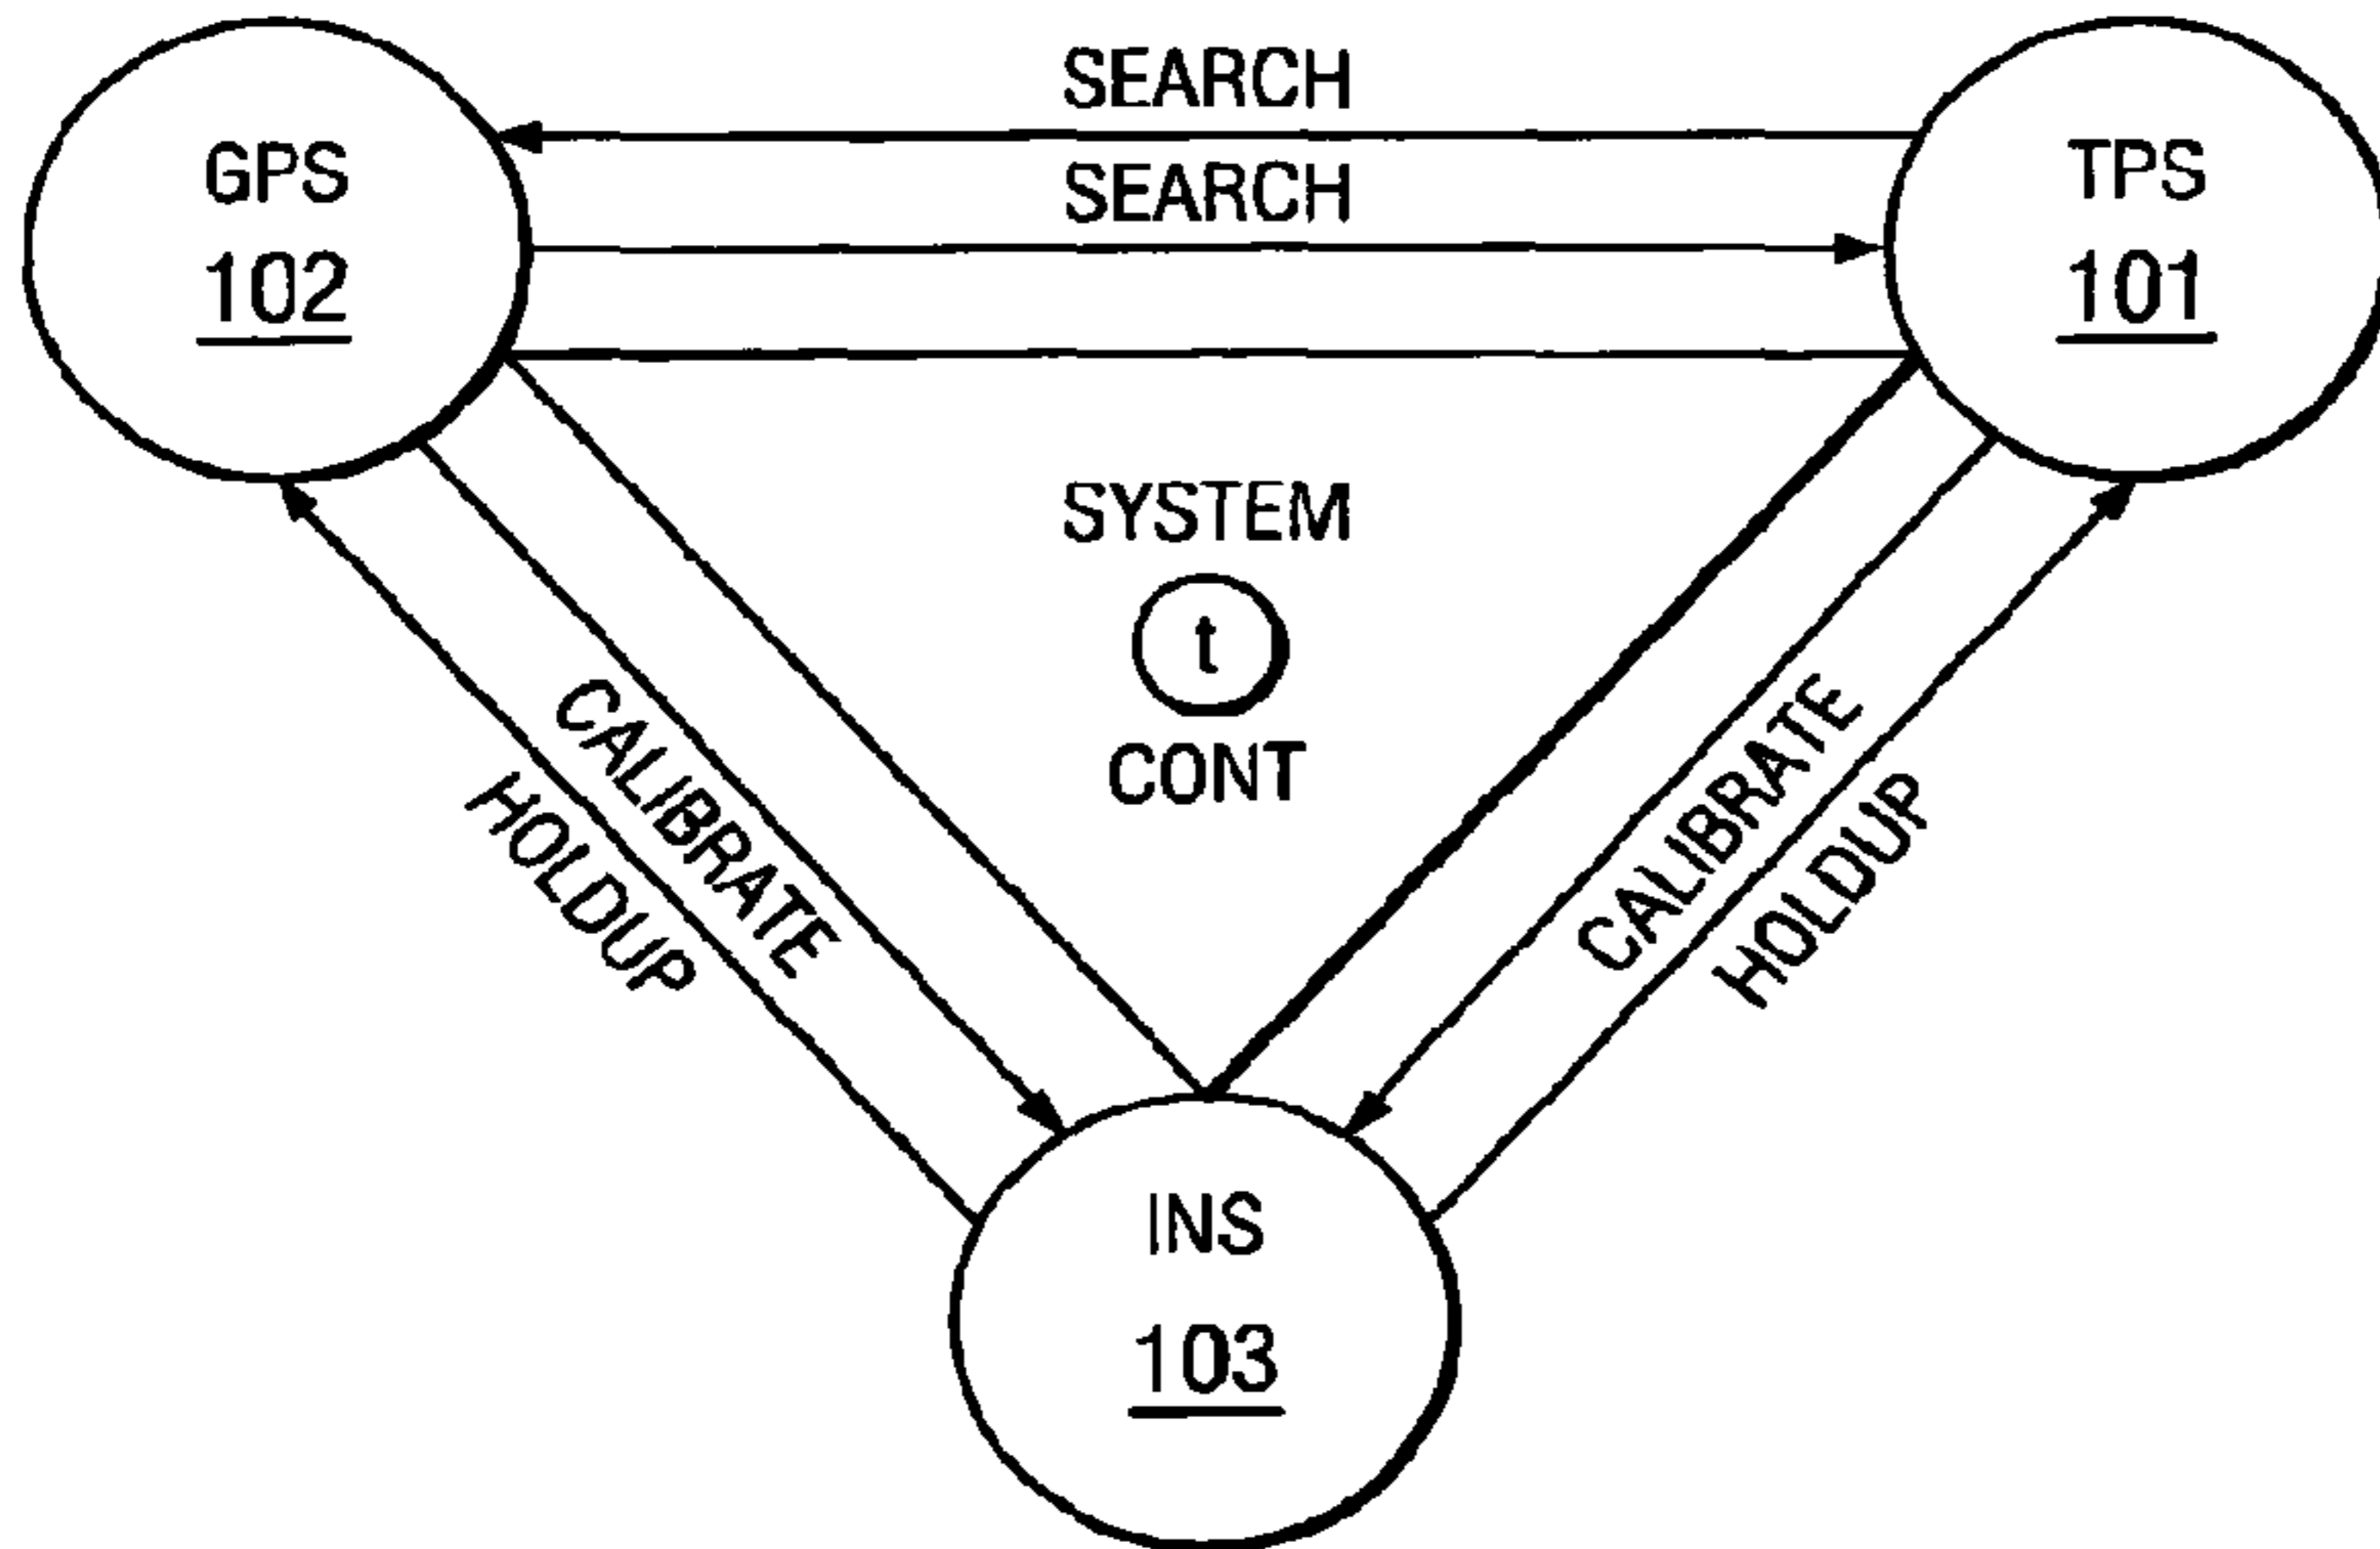 SEARCH
SEARCH
GPS
102
TPS
101
SYSTEM
t
CONT
CALIBRATE
HOLDUP
CALIBRATE
HOLDUP
INS
103